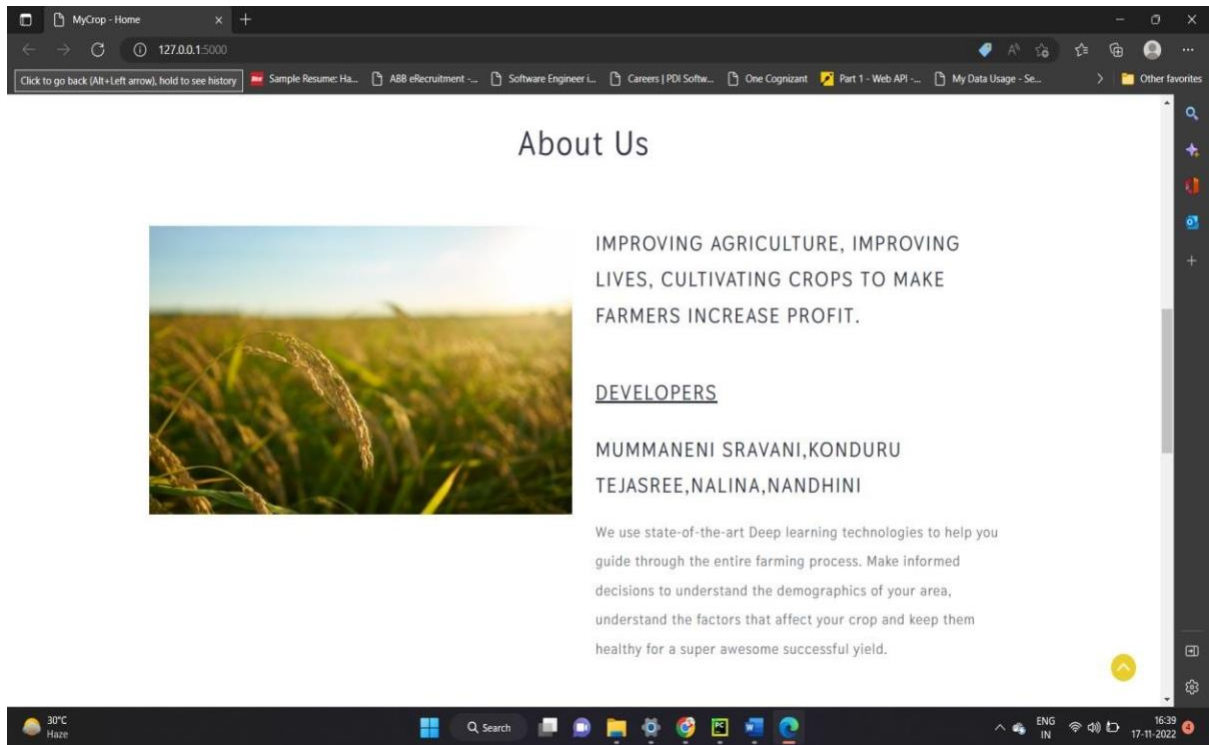 MyCrop - Home
127.0.0.1:5000
Click to go back (Alt+Left arrow), hold to see history
Sample Resume: Ha...
ABB eRecruitment -...
Software Engineer i...
Careers | PDI Softw...
One Cognizant
Part 1 - Web API -...
My Data Usage - Se...
Other favorites
About Us
IMPROVING AGRICULTURE, IMPROVING
LIVES, CULTIVATING CROPS TO MAKE
FARMERS INCREASE PROFIT.
DEVELOPERS
MUMMANENI SRAVANI,KONDURU
TEJASREE,NALINA,NANDHINI
We use state-of-the-art Deep learning technologies to help you
guide through the entire farming process. Make informed
decisions to understand the demographics of your area,
understand the factors that affect your crop and keep them
healthy for a super awesome successful yield.
30°C
Haze
Search
ENG
IN
16:39
17-11-2022
4